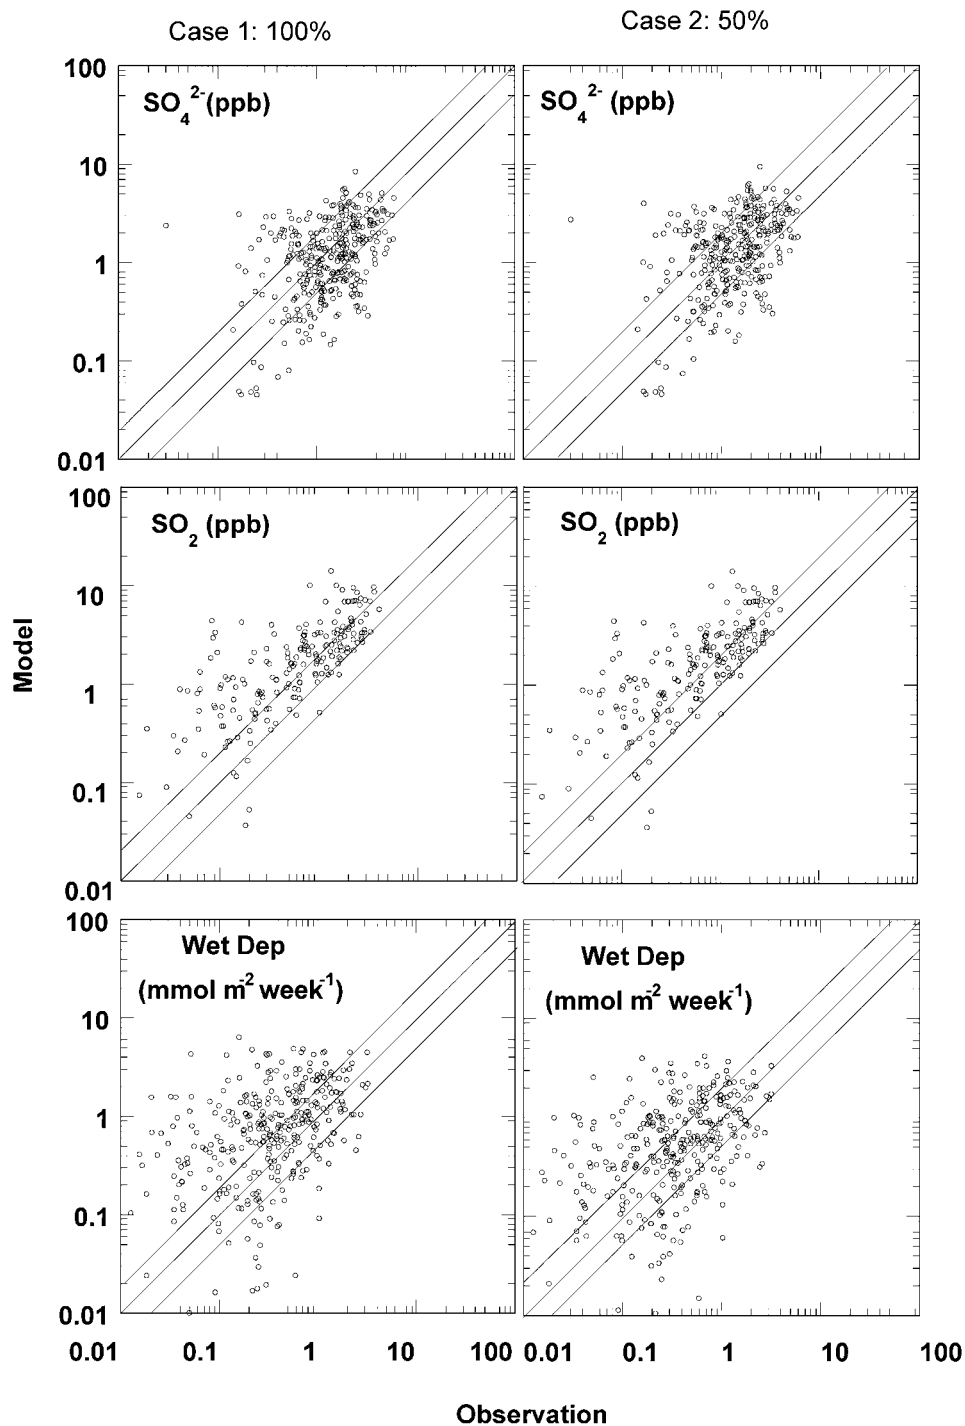 Case 1: 100%
Case 2: 50%
100
SO4 2- (ppb)
SO4 2- (ppb)
10
1
0.1
0.01
100
SO2 (ppb)
SO2 (ppb)
10
Model
1
0.1
0.01
100
Wet Dep
(mmol m-2 week-1)
Wet Dep
(mmol m-2 week-1)
10
1
0.1
0.01
0.01 0.1 1 10 100 0.01 0.1 1 10 100
Observation